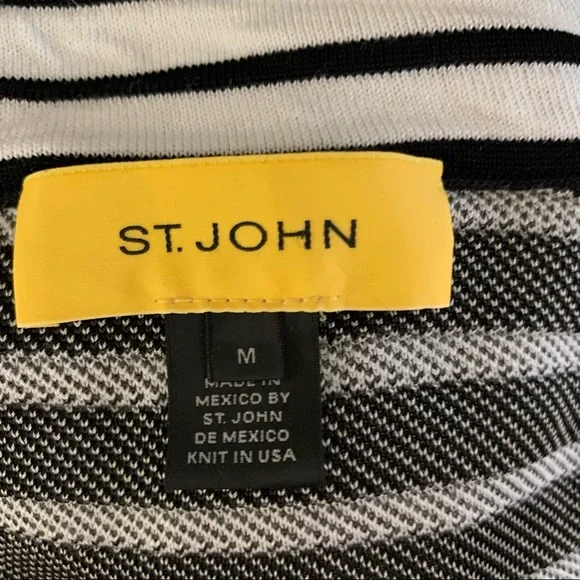 ST. JOHN
M
MADE IN
MEXICO BY
ST. JOHN
DE MEXICO
KNIT IN USA